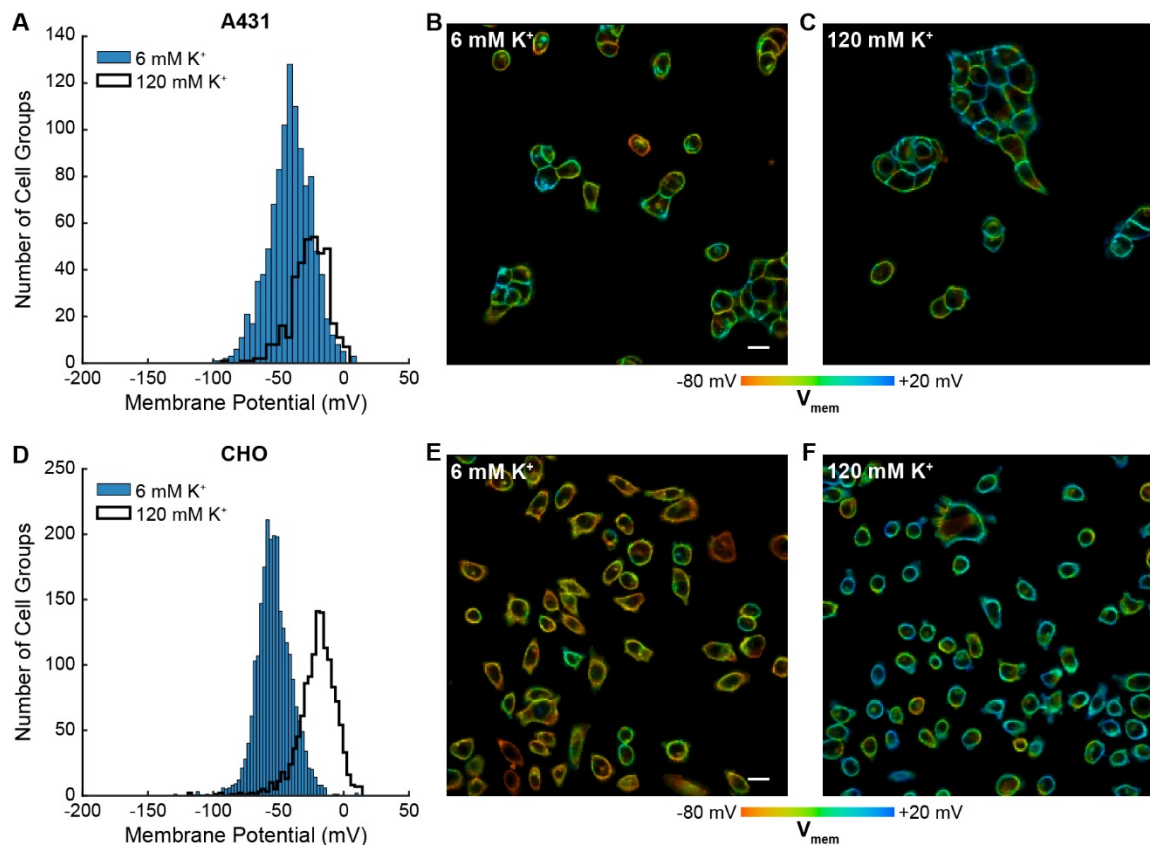 A
A431
6 mM K⁺
120 mM K⁺
Number of Cell Groups
140
120
100
80
60
40
20
0
-200 -150 -100 -50 0 50
Membrane Potential (mV)
B
6 mM K⁺
C
120 mM K⁺
-80 mV +20 mV
Vmem
D
CHO
6 mM K⁺
120 mM K⁺
Number of Cell Groups
250
200
150
100
50
0
-200 -150 -100 -50 0 50
Membrane Potential (mV)
E
6 mM K⁺
F
120 mM K⁺
-80 mV +20 mV
Vmem